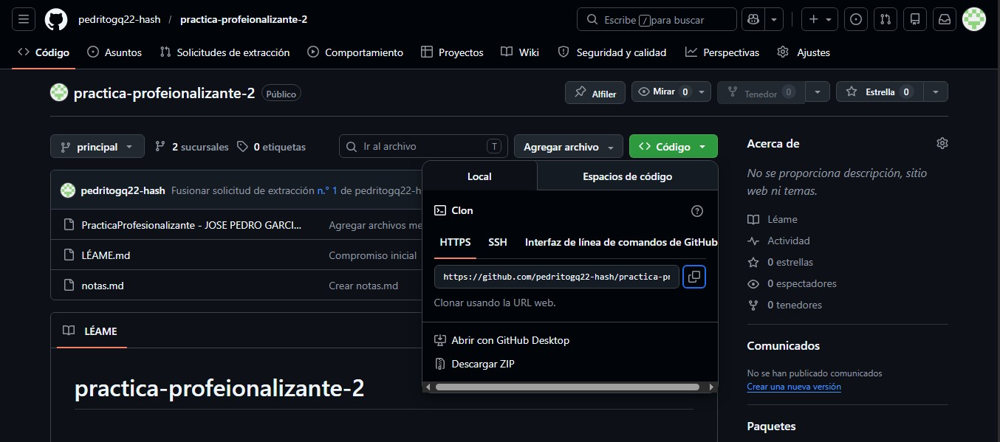 pedritogq22-hash / practica-profeionalizante-2
Escribe / para buscar
Código Asuntos Solicitudes de extracción Comportamiento Proyectos Wiki Seguridad y calidad Perspectivas Ajustes
practica-profeionalizante-2 Público
Alfiler Mirar 0 Tenedor 0 Estrella 0
principal 2 sucursales 0 etiquetas Ir al archivo T Agregar archivo Código
Local Espacios de código
pedritogq22-hash Fusionar solicitud de extracción n.° 1 de pedritogq22-h
PracticaProfesionalizante - JOSE PEDRO GARCI... Agregar archivos me
LÉAME.md Compromiso inicial
notas.md Crear notas.md
Clon
HTTPS SSH Interfaz de línea de comandos de GitHub
https://github.com/pedritogq22-hash/practica-pr
Clonar usando la URL web.
Abrir con GitHub Desktop
Descargar ZIP
LÉAME
practica-profeionalizante-2
Acerca de
No se proporciona descripción, sitio
web ni temas.
Léame
Actividad
0 estrellas
0 espectadores
0 tenedores
Comunicados
No se han publicado comunicados
Crear una nueva versión
Paquetes